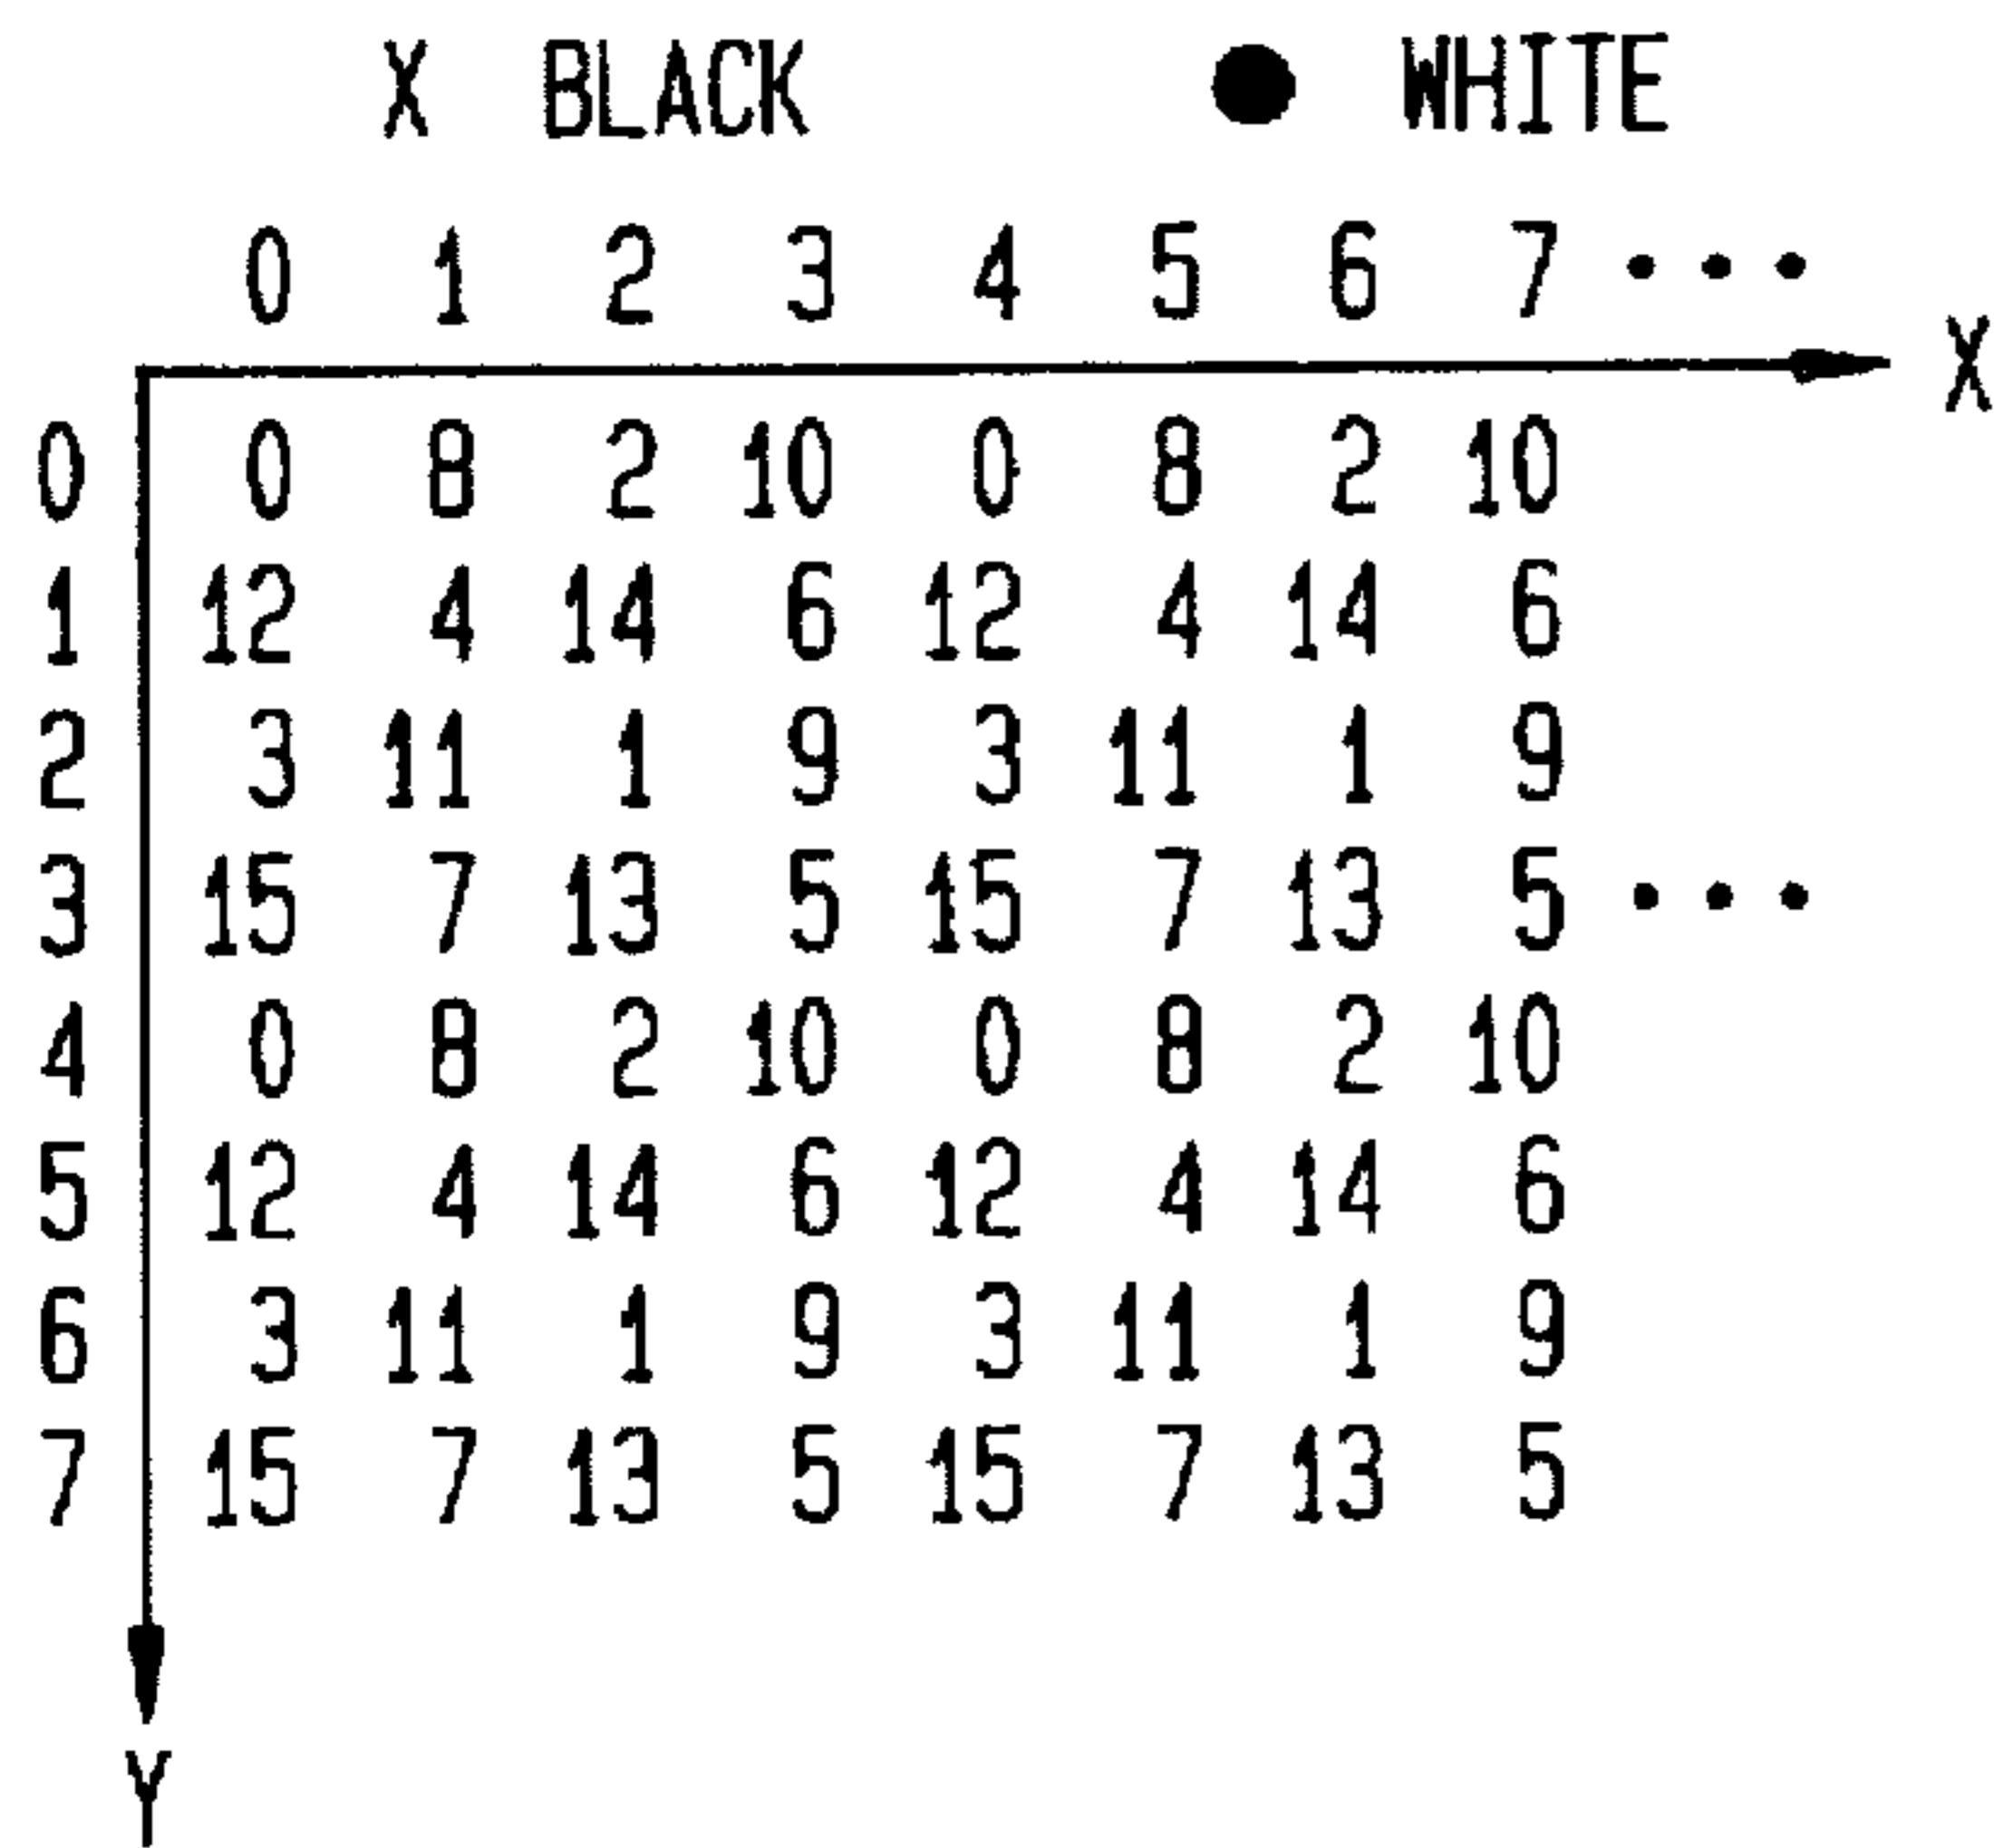 X BLACK ● WHITE
0 1 2 3 4 5 6 7 • • •
X
0 0 8 2 10 0 8 2 10
1 12 4 14 6 12 4 14 6
2 3 11 1 9 3 11 1 9
3 15 7 13 5 15 7 13 5 • • •
4 0 8 2 10 0 8 2 10
5 12 4 14 6 12 4 14 6
6 3 11 1 9 3 11 1 9
7 15 7 13 5 15 7 13 5
Y